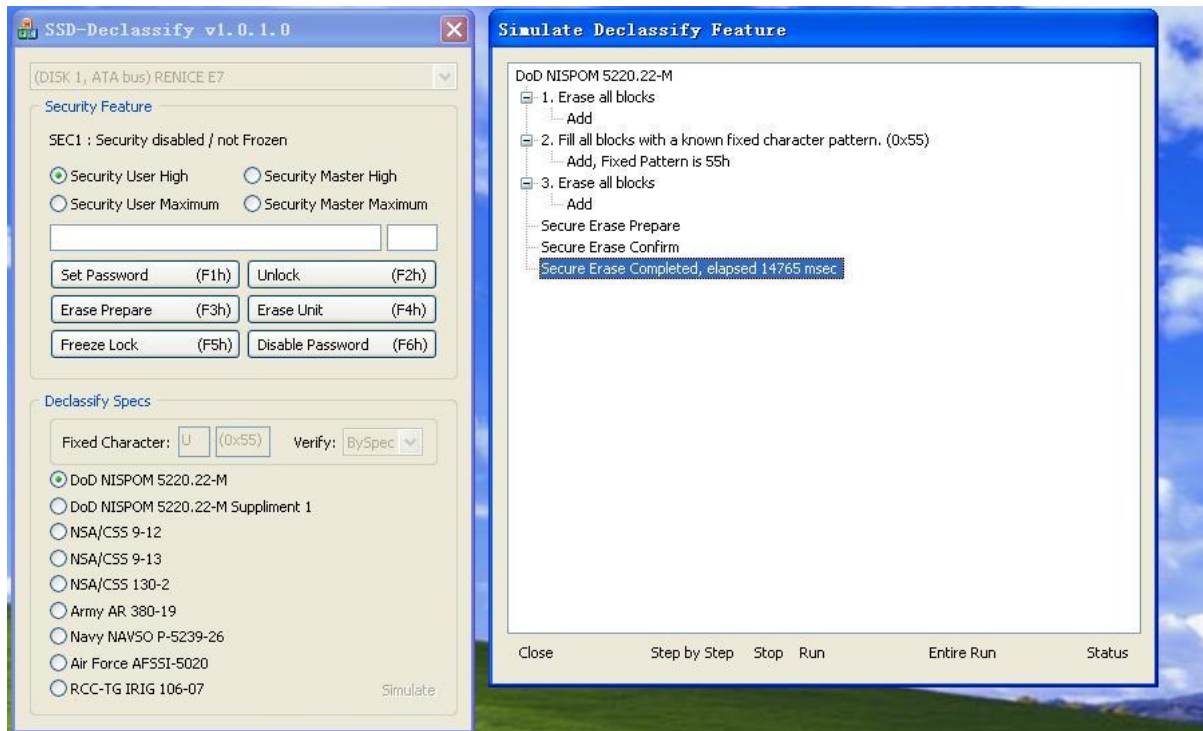 SSD-Declassify v1.0.1.0
(DISK 1, ATA bus) RENICE E7
Security Feature
SEC1 : Security disabled / not Frozen
Security User High
Security Master High
Security User Maximum
Security Master Maximum
Set Password (F1h)
Unlock (F2h)
Erase Prepare (F3h)
Erase Unit (F4h)
Freeze Lock (F5h)
Disable Password (F6h)
Declassify Specs
Fixed Character: U (0x55) Verify: BySpec
DoD NISPOM 5220.22-M
DoD NISPOM 5220.22-M Suppliment 1
NSA/CSS 9-12
NSA/CSS 9-13
NSA/CSS 130-2
Army AR 380-19
Navy NAVSO P-5239-26
Air Force AFSSI-5020
RCC-TG IRIG 106-07
Simulate
Simulate Declassify Feature
DoD NISPOM 5220.22-M
1. Erase all blocks
Add
2. Fill all blocks with a known fixed character pattern. (0x55)
Add, Fixed Pattern is 55h
3. Erase all blocks
Add
Secure Erase Prepare
Secure Erase Confirm
Secure Erase Completed, elapsed 14765 msec
Close Step by Step Stop Run Entire Run Status